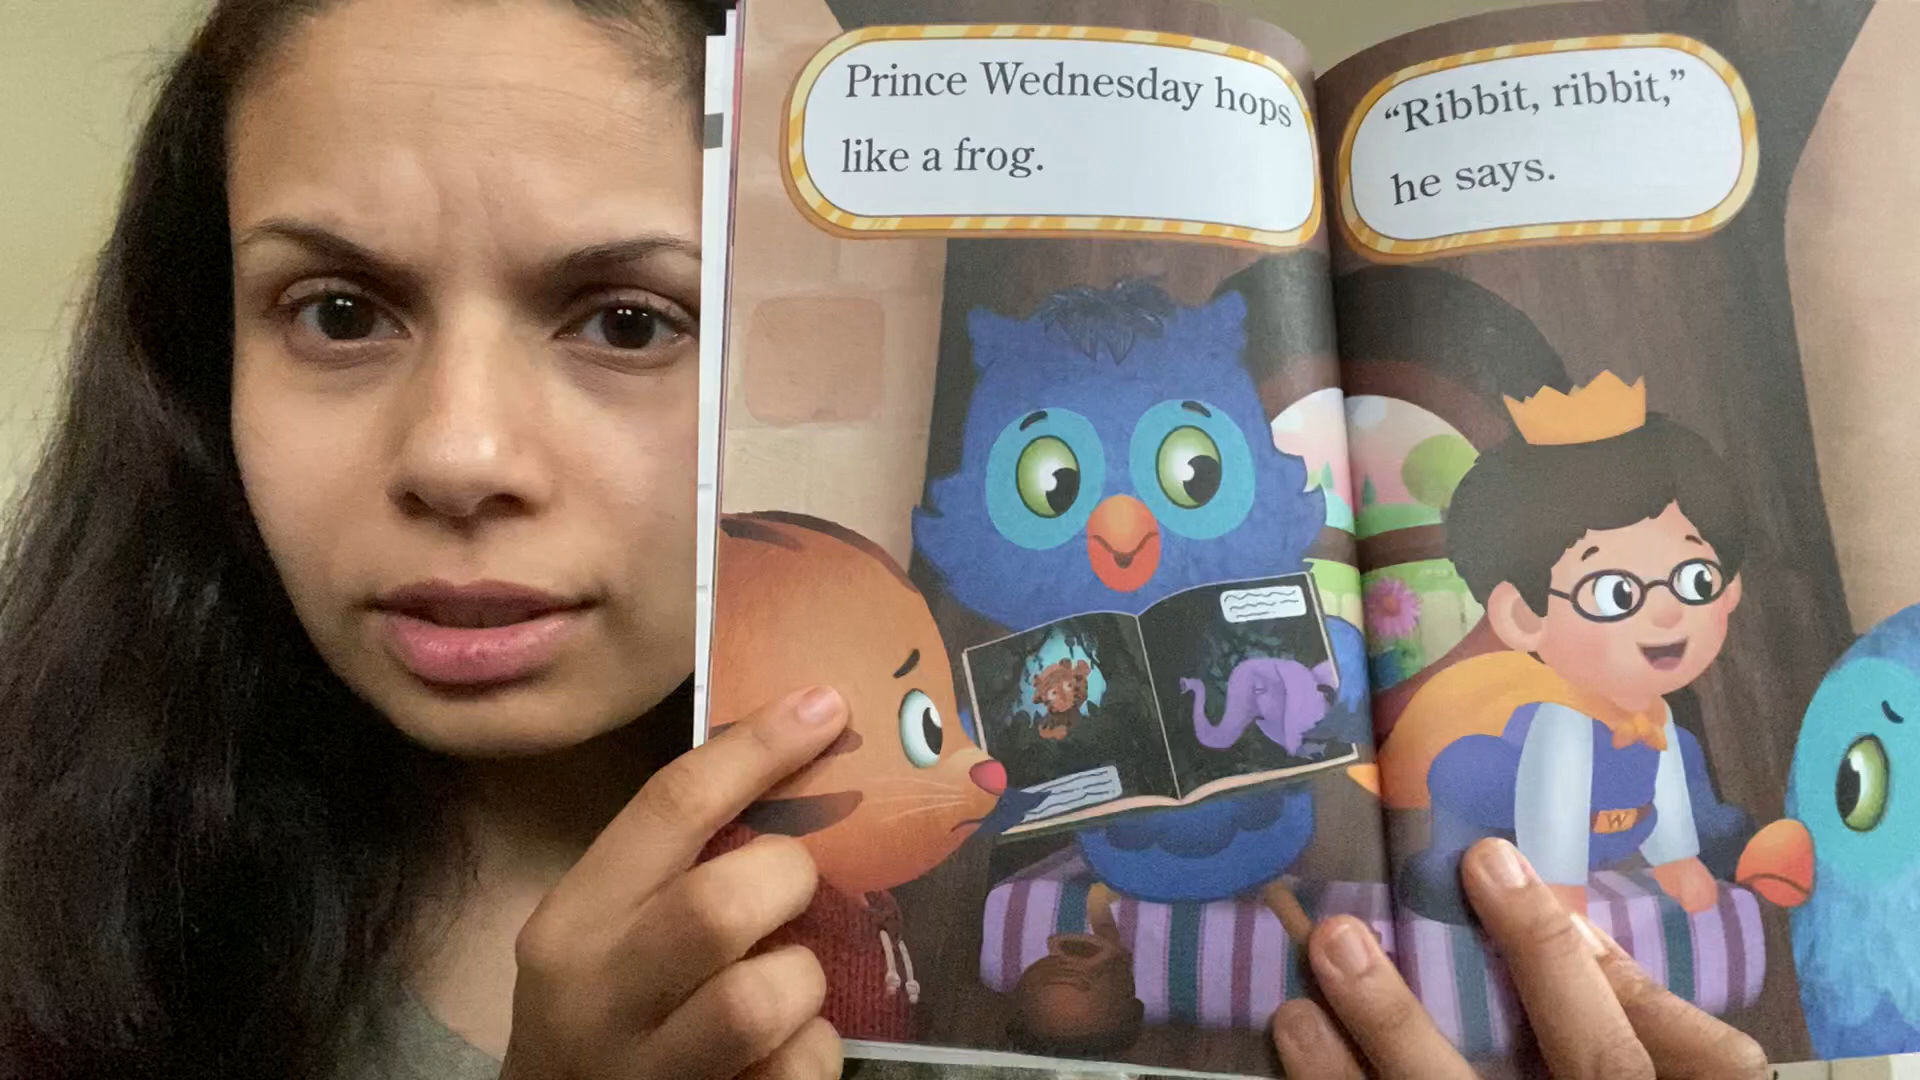 Prince Wednesday hops
like a frog.
“Ribbit, ribbit,”
he says.
W